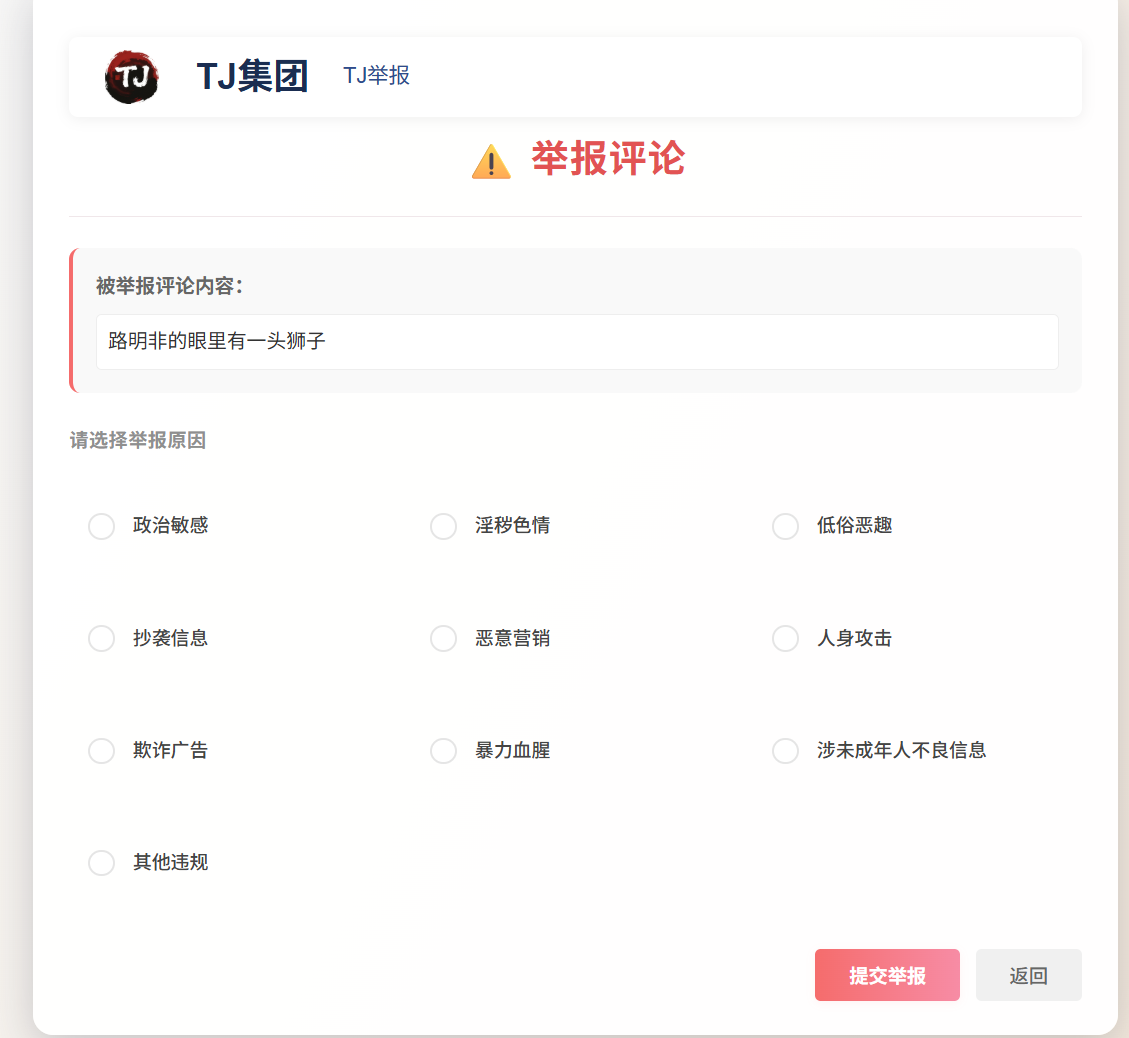 TJ
TJ集团 TJ举报
举报评论
被举报评论内容：
路明非的眼里有一头狮子
请选择举报原因
政治敏感 淫秽色情 低俗恶趣
抄袭信息 恶意营销 人身攻击
欺诈广告 暴力血腥 涉未成年人不良信息
其他违规
提交举报 返回